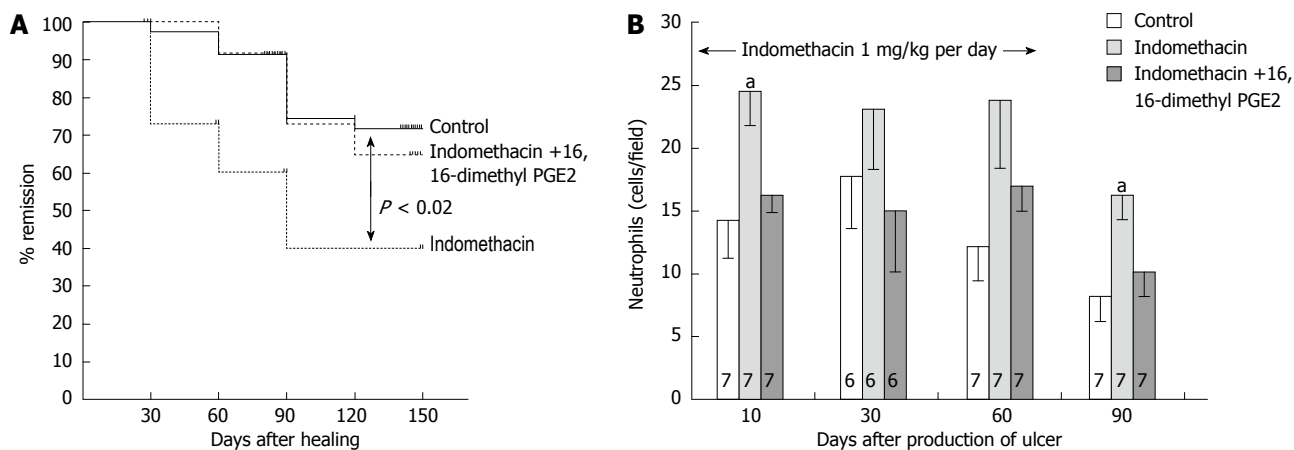 A
100
90
80
70
60
50
40
30
20
10
0
% remission
30
60
90
120
150
Days after healing
Control
Indomethacin +16,
16-dimethyl PGE2
P < 0.02
Indomethacin
B
30
25
20
15
10
5
0
Neutrophils (cells/field)
Indomethacin 1 mg/kg per day
Control
Indomethacin
Indomethacin +16,
16-dimethyl PGE2
a
a
7 7 7
6 6 6
7 7 7
7 7 7
10
30
60
90
Days after production of ulcer